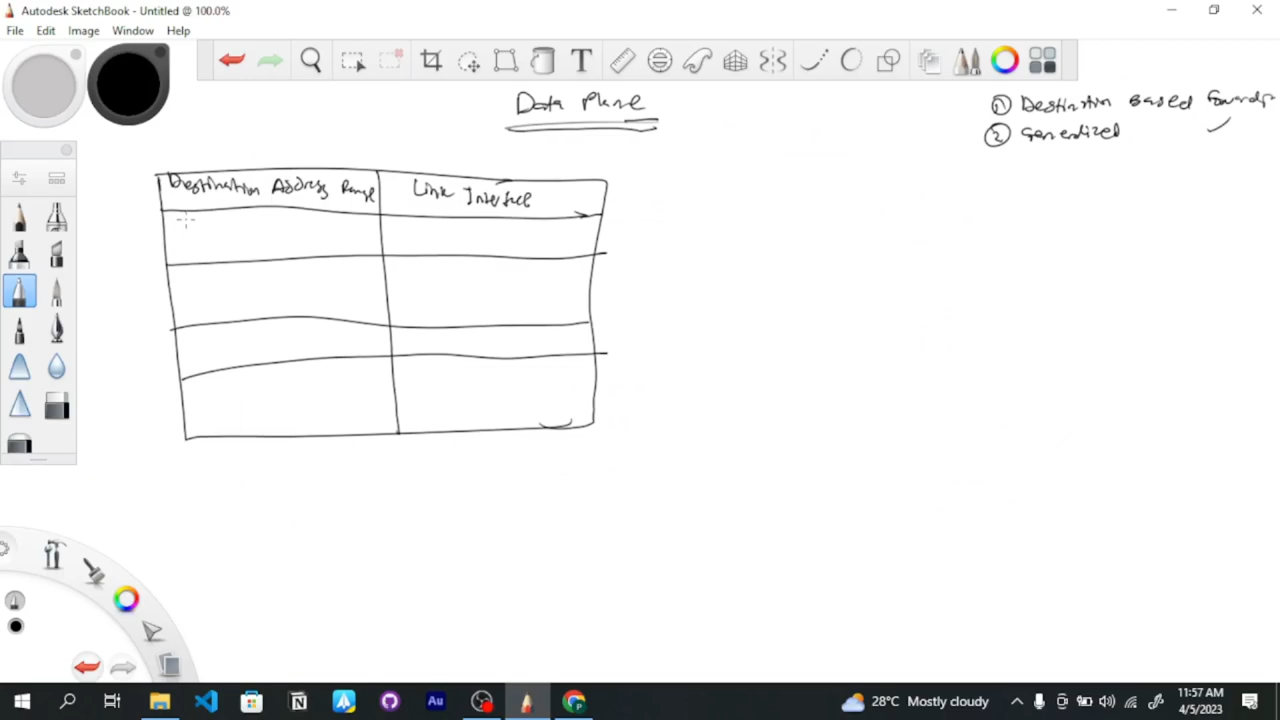 Autodesk SketchBook - Untitled @ 100.0%
File Edit Image Window Help
Data Plane
① Destination Based
② Generalized
Destination Address Range Link Interface
28°C Mostly cloudy
11:57 AM
4/5/2023